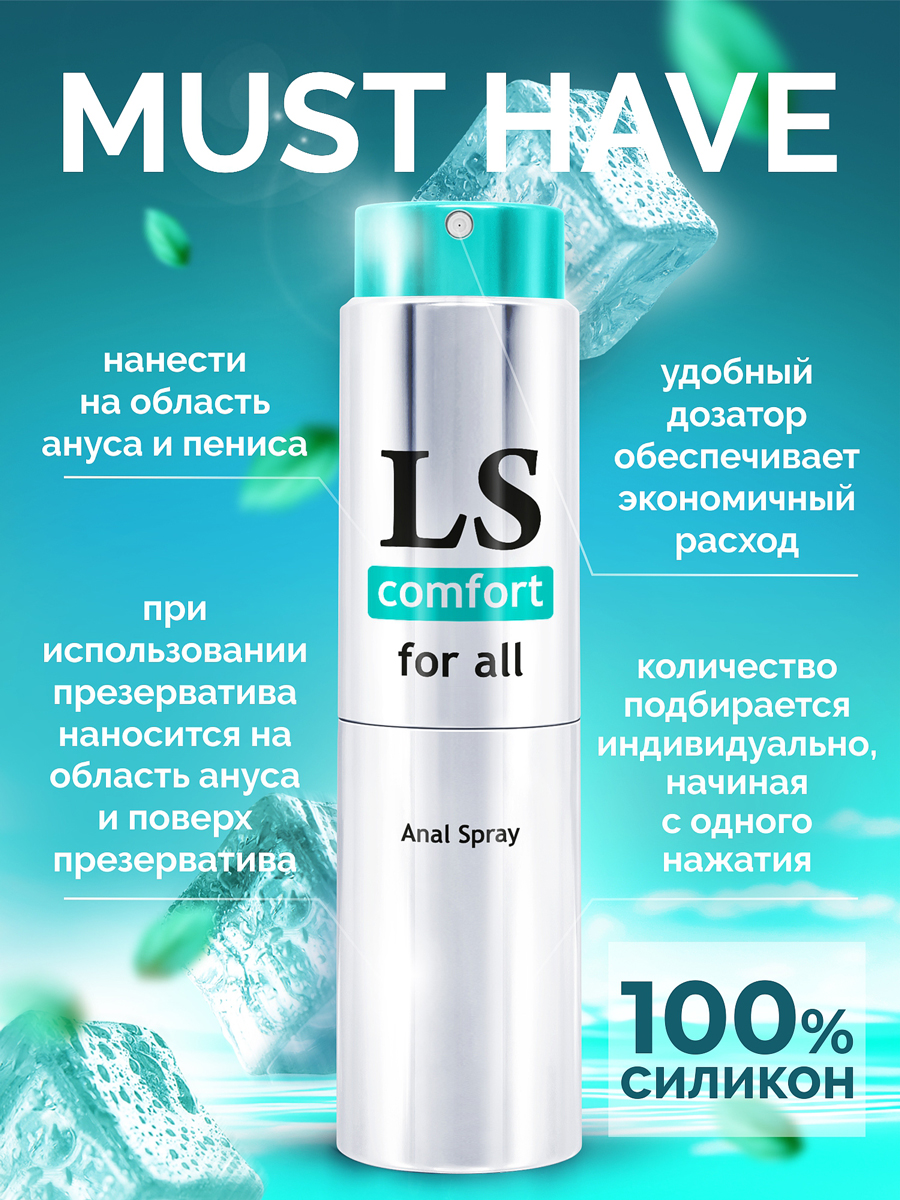 MUST HAVE
нанести
на область
ануса и пениса
удобный
дозатор
обеспечивает
экономичный
расход
LS
comfort
for all
при
использовании
презерватива
наносится на
область ануса
и поверх
презерватива
количество
подбирается
индивидуально,
начиная
с одного
нажатия
Anal Spray
100%
СИЛИКОН